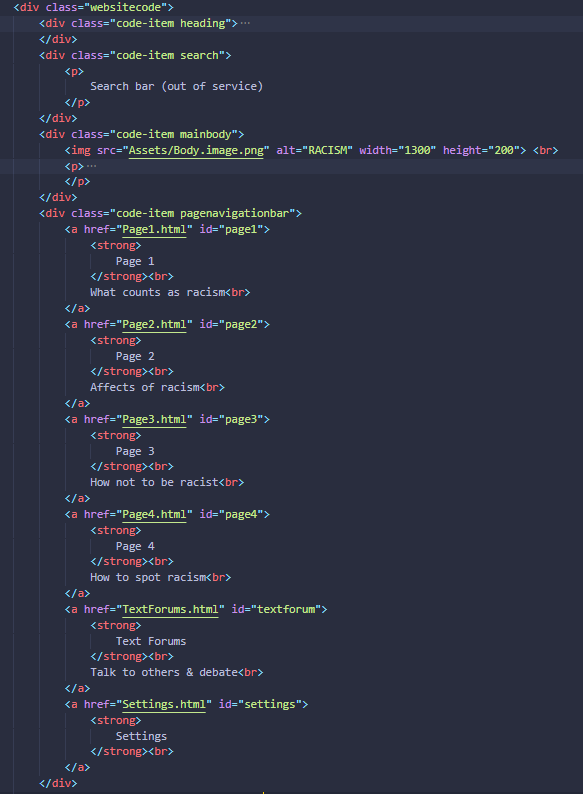 <div class="websitecode">
<div class="code-item heading">···
</div>
<div class="code-item search">
<p>
Search bar (out of service)
</p>
</div>
<div class="code-item mainbody">
<img src="Assets/Body.image.png" alt="RACISM" width="1300" height="200"> <br>
<p>···
</p>
</div>
<div class="code-item pagenavigationbar">
<a href="Page1.html" id="page1">
<strong>
Page 1
</strong><br>
What counts as racism<br>
</a>
<a href="Page2.html" id="page2">
<strong>
Page 2
</strong><br>
Affects of racism<br>
</a>
<a href="Page3.html" id="page3">
<strong>
Page 3
</strong><br>
How not to be racist<br>
</a>
<a href="Page4.html" id="page4">
<strong>
Page 4
</strong><br>
How to spot racism<br>
</a>
<a href="TextForums.html" id="textforum">
<strong>
Text Forums
</strong><br>
Talk to others & debate<br>
</a>
<a href="Settings.html" id="settings">
<strong>
Settings
</strong><br>
</a>
</div>